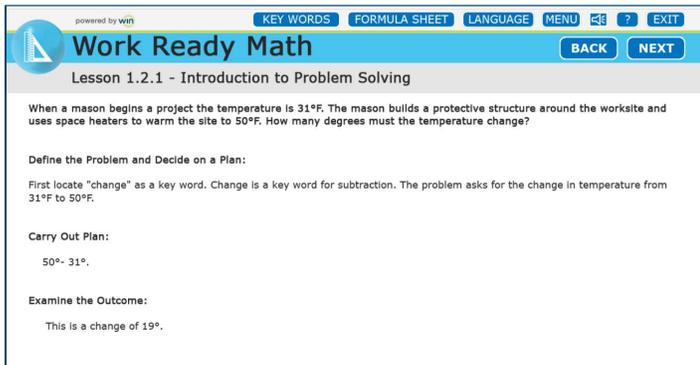 powered by win
KEY WORDS FORMULA SHEET LANGUAGE MENU ? EXIT
Work Ready Math
BACK NEXT
Lesson 1.2.1 - Introduction to Problem Solving
When a mason begins a project the temperature is 31°F. The mason builds a protective structure around the worksite and
uses space heaters to warm the site to 50°F. How many degrees must the temperature change?
Define the Problem and Decide on a Plan:
First locate "change" as a key word. Change is a key word for subtraction. The problem asks for the change in temperature from
31°F to 50°F.
Carry Out Plan:
50°- 31°.
Examine the Outcome:
This is a change of 19°.